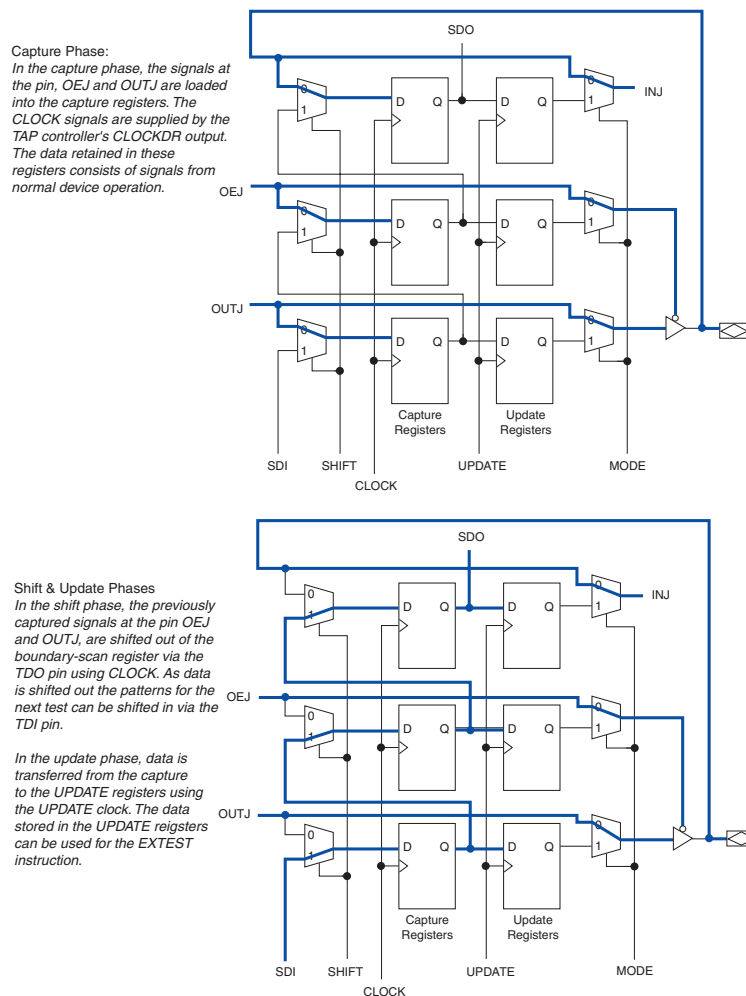 Capture Phase:
In the capture phase, the signals at
the pin, OEJ and OUTJ are loaded
into the capture registers. The
CLOCK signals are supplied by the
TAP controller's CLOCKDR output.
The data retained in these
registers consists of signals from
normal device operation.
SDO
0
1
D Q
D Q
0
1
INJ
OEJ
0
1
D Q
D Q
0
1
OUTJ
0
1
D Q
D Q
0
1
Capture
Registers
Update
Registers
SDI
SHIFT
UPDATE
MODE
CLOCK
Shift & Update Phases
In the shift phase, the previously
captured signals at the pin OEJ
and OUTJ, are shifted out of the
boundary-scan register via the
TDO pin using CLOCK. As data
is shifted out the patterns for the
next test can be shifted in via the
TDI pin.
In the update phase, data is
transferred from the capture
to the UPDATE registers using
the UPDATE clock. The data
stored in the UPDATE reigsters
can be used for the EXTEST
instruction.
SDO
0
1
D Q
D Q
0
1
INJ
OEJ
0
1
D Q
D Q
0
1
OUTJ
0
1
D Q
D Q
0
1
Capture
Registers
Update
Registers
SDI
SHIFT
UPDATE
MODE
CLOCK